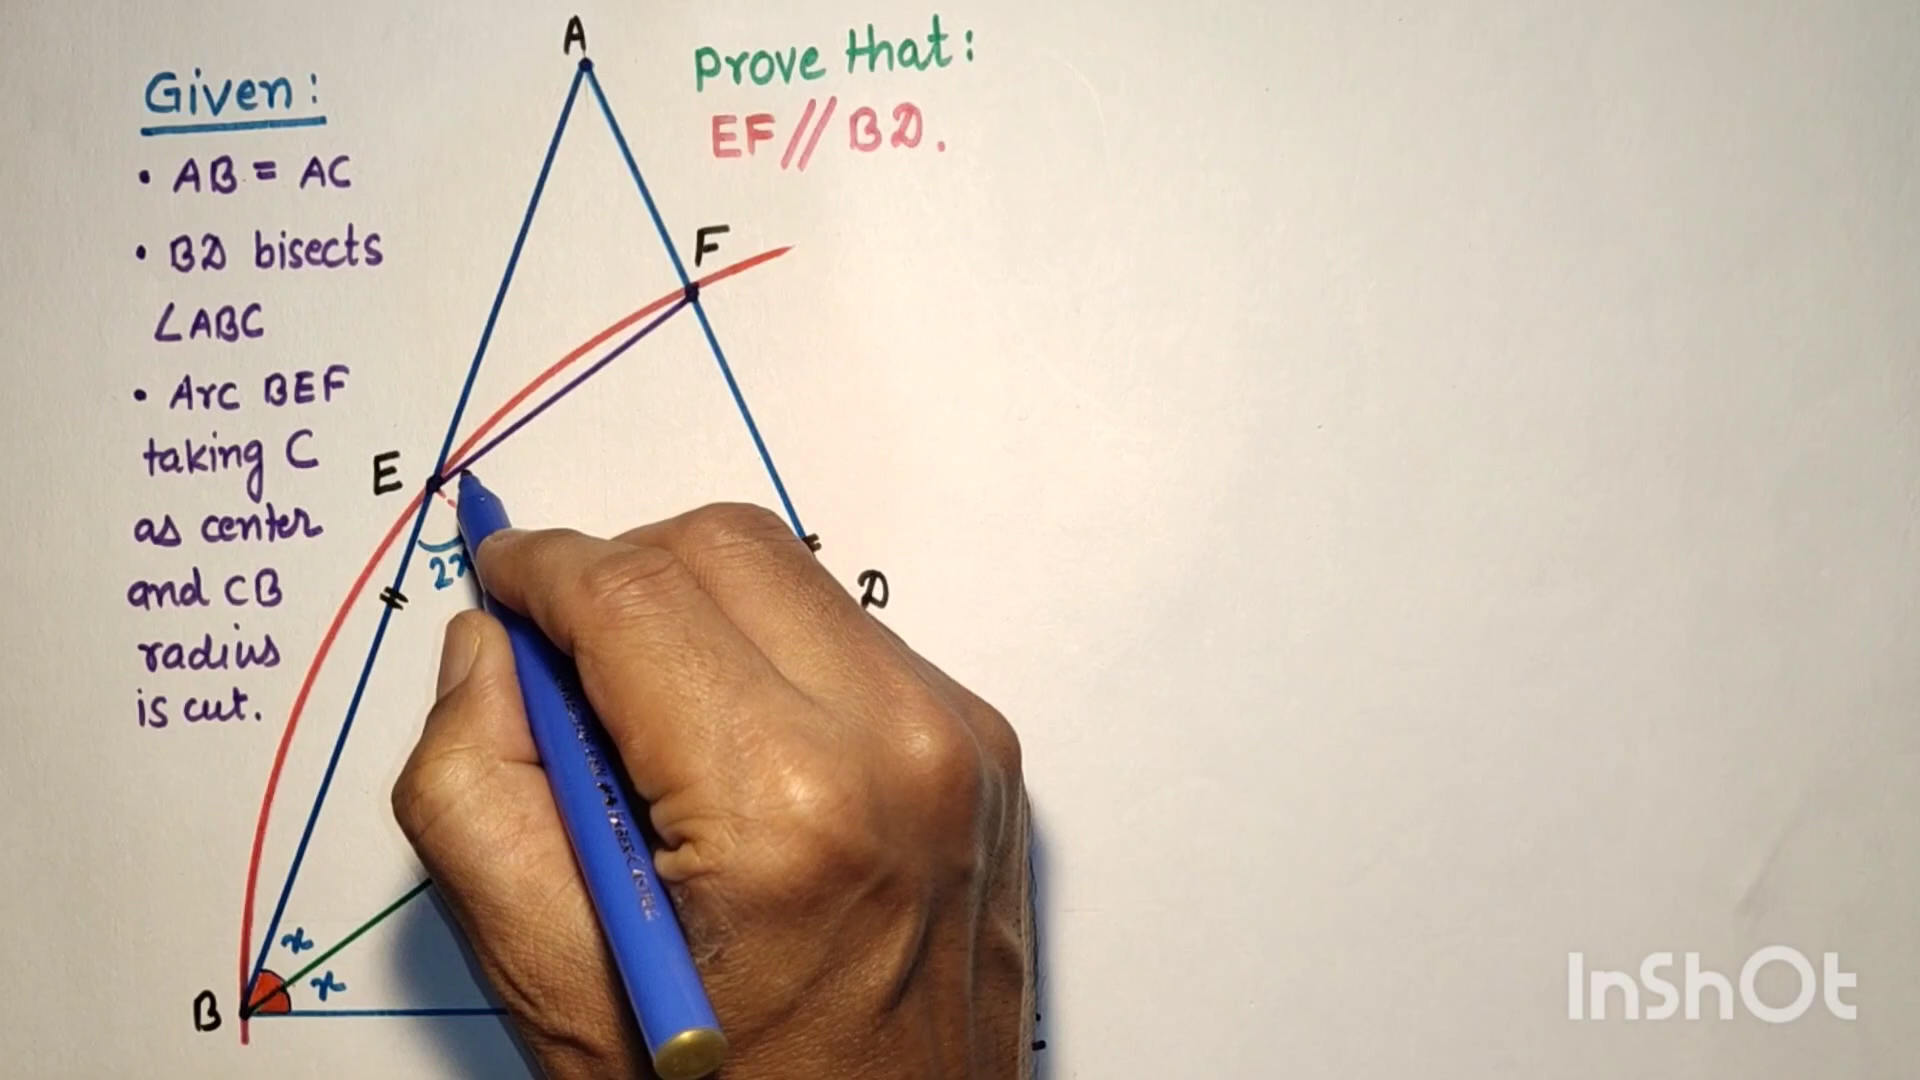 A
Prove that:
EF // BD.
Given:
• AB = AC
• BD bisects
∠ABC
• Arc BEF
taking C
as center
and CB
radius
is cut.
F
E
2x
D
x
x
B
InShOt